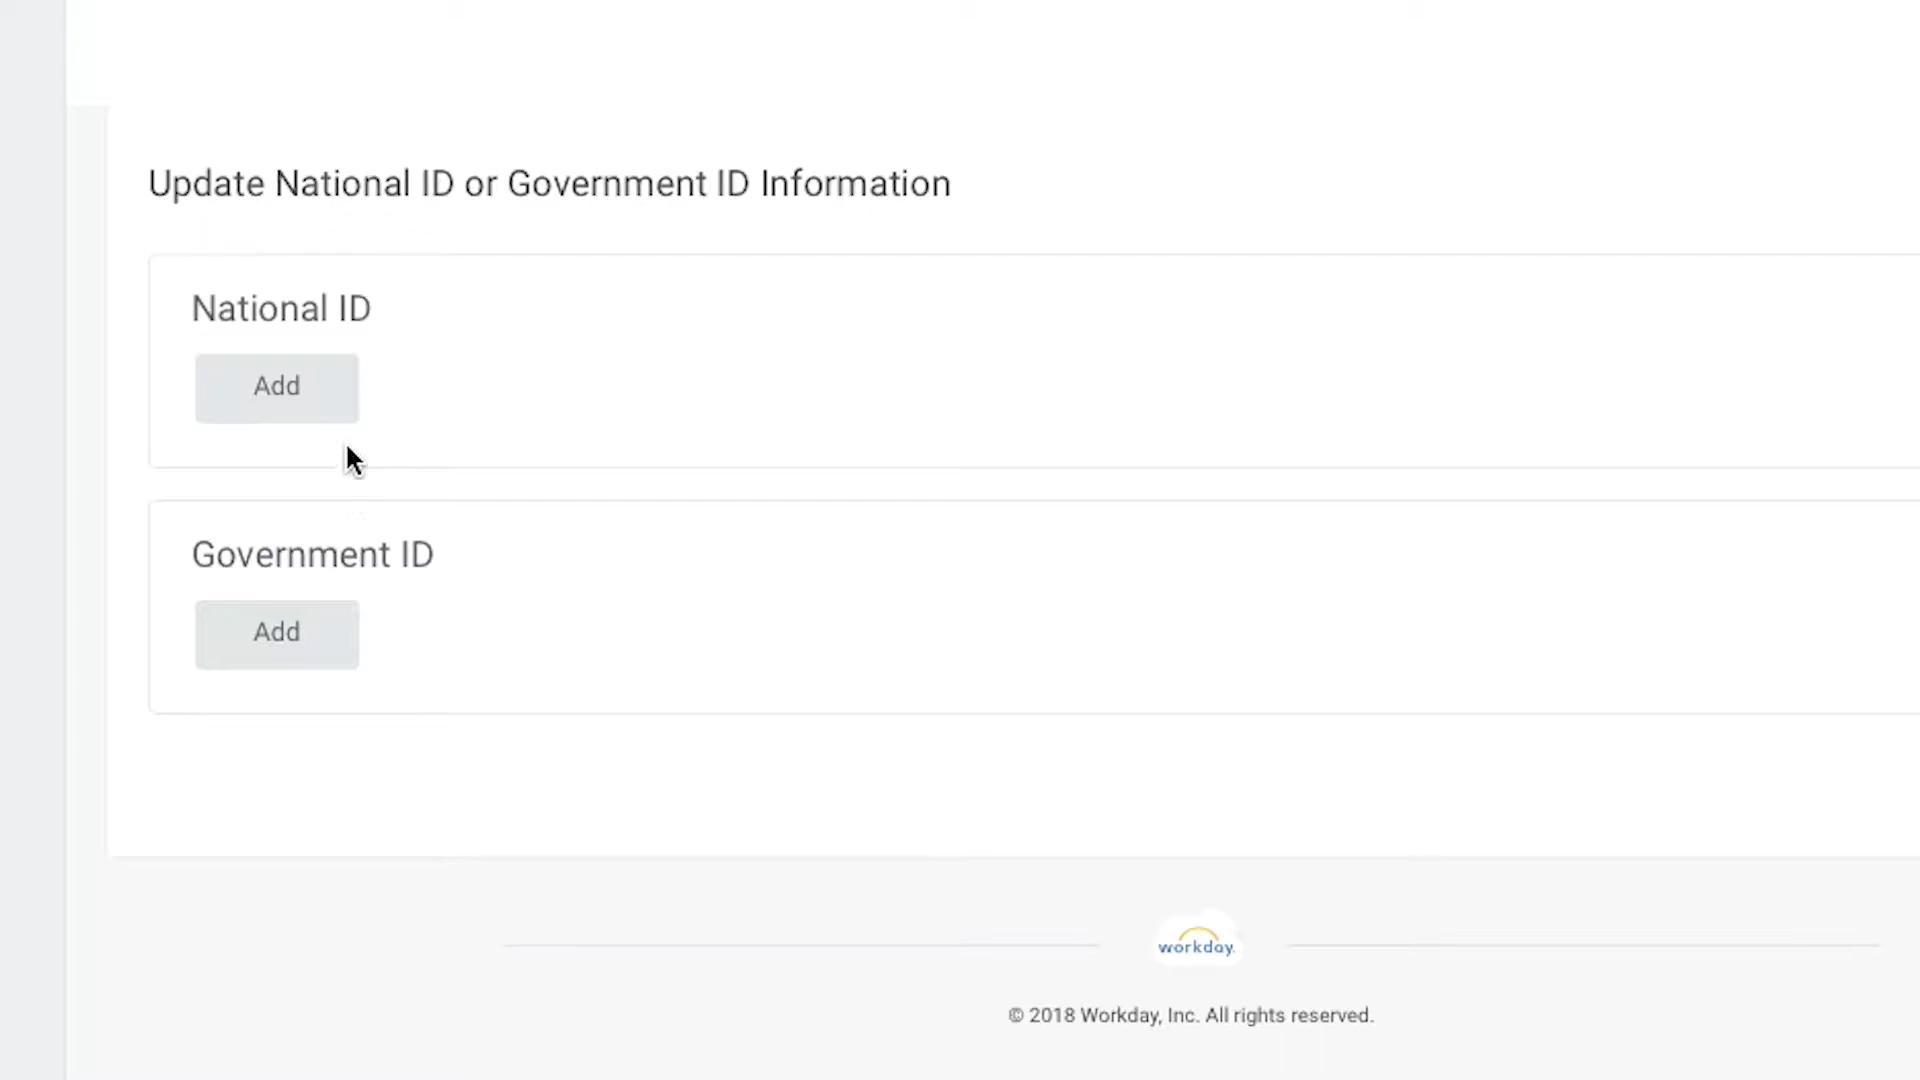 Update National ID or Government ID Information
National ID
Add
Government ID
Add
workday.
© 2018 Workday, Inc. All rights reserved.